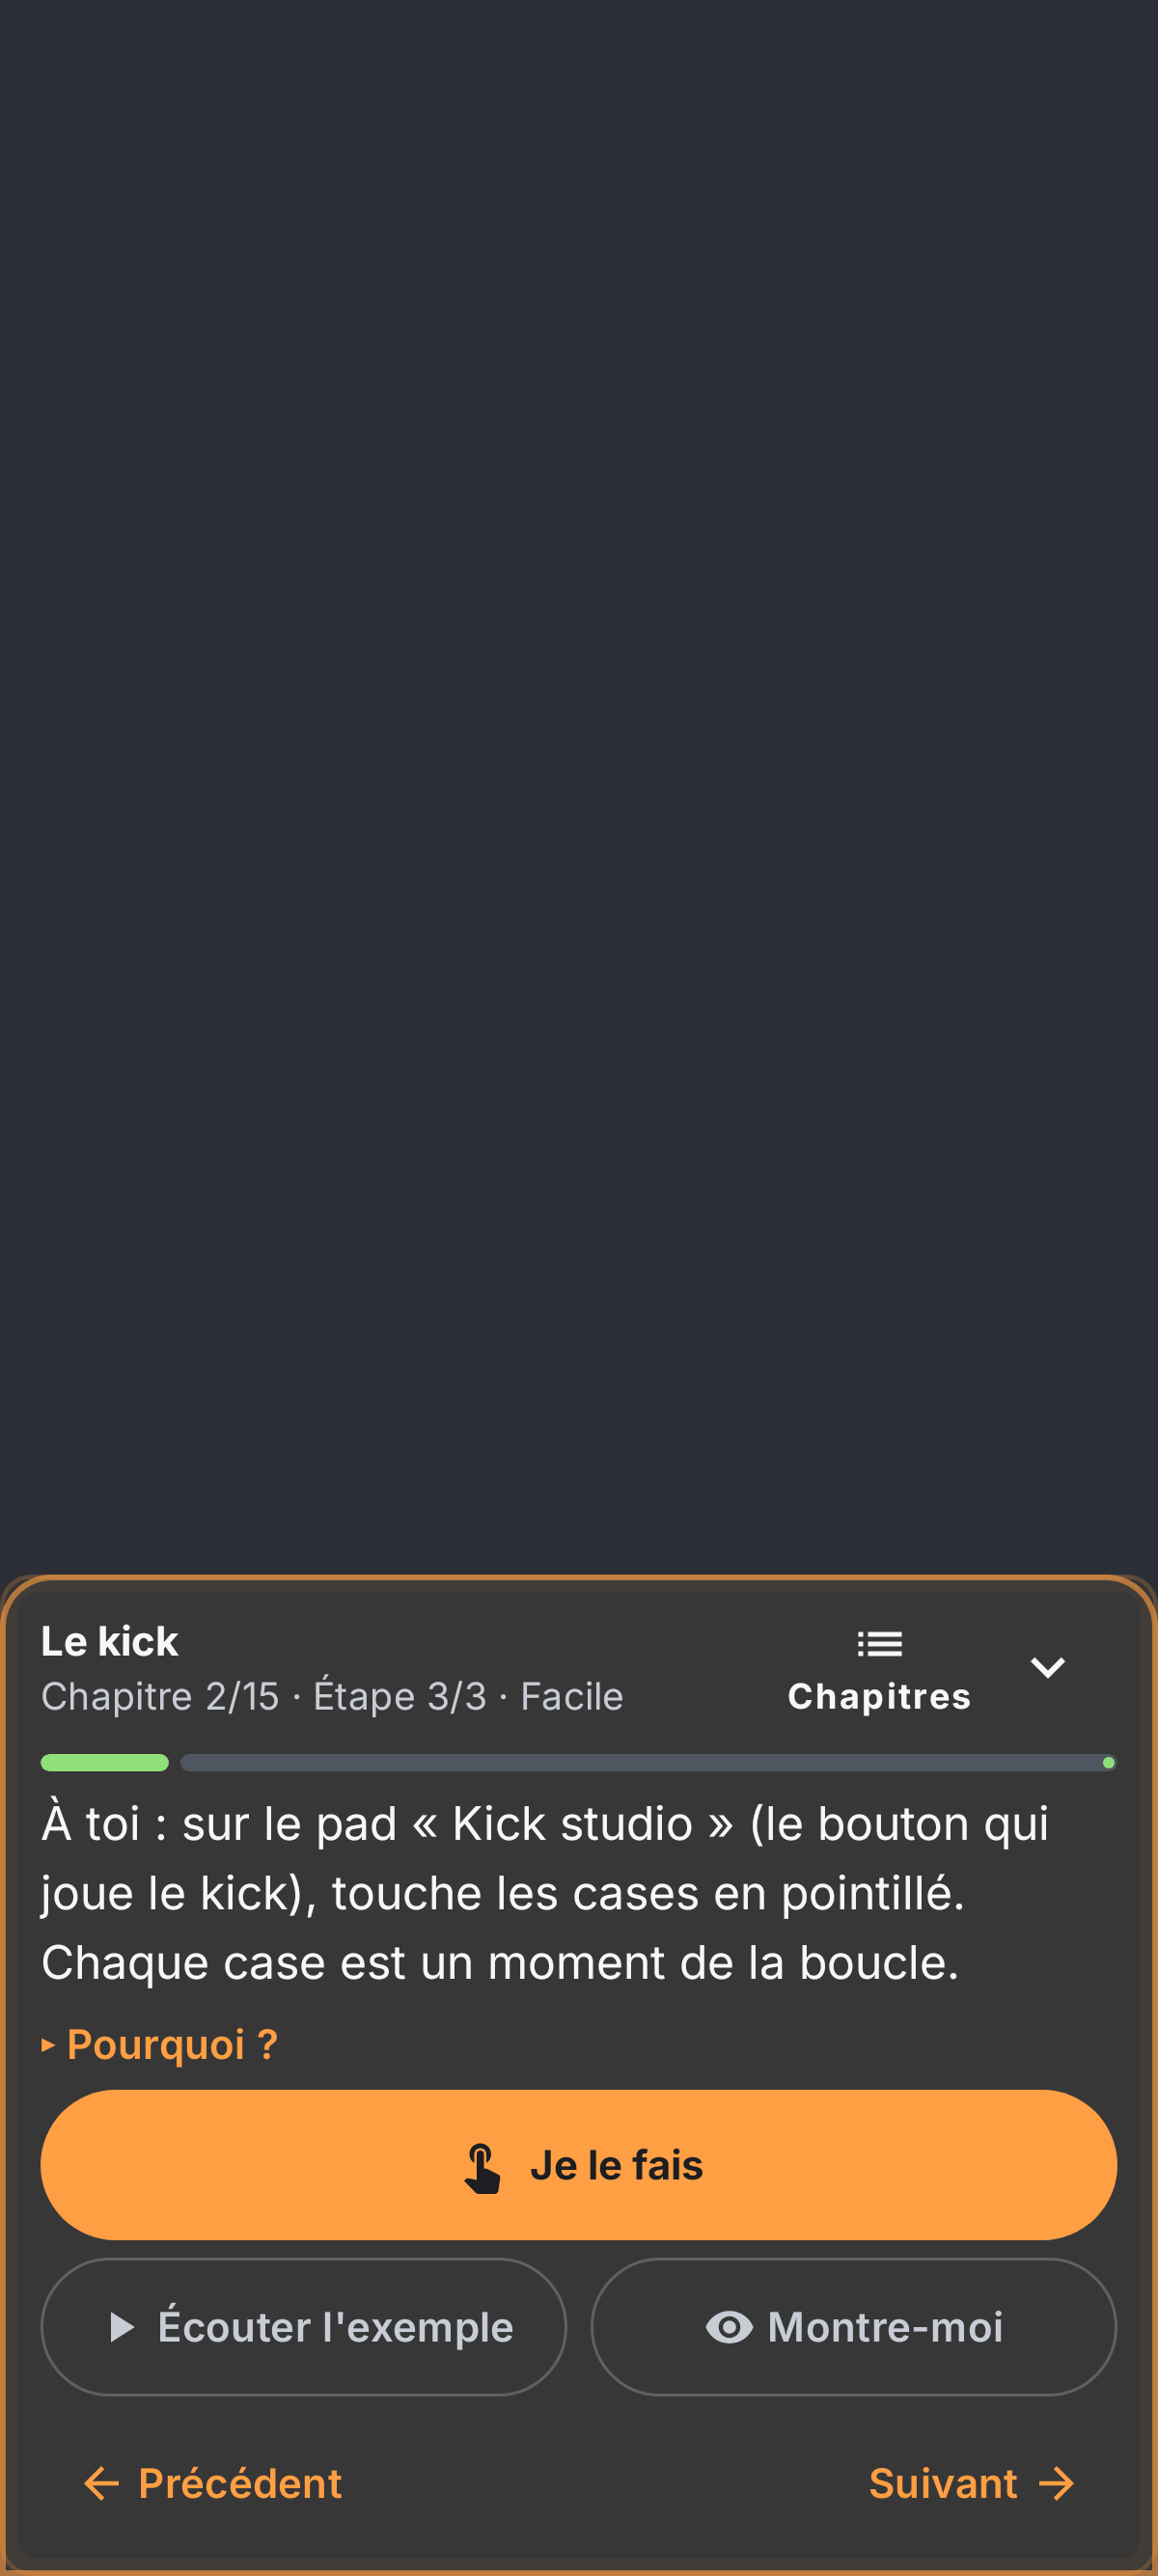 Le kick
Chapitre 2/15 · Étape 3/3 · Facile
Chapitres
À toi : sur le pad « Kick studio » (le bouton qui
joue le kick), touche les cases en pointillé.
Chaque case est un moment de la boucle.
▸ Pourquoi ?
Je le fais
Écouter l'exemple
Montre-moi
← Précédent
Suivant →